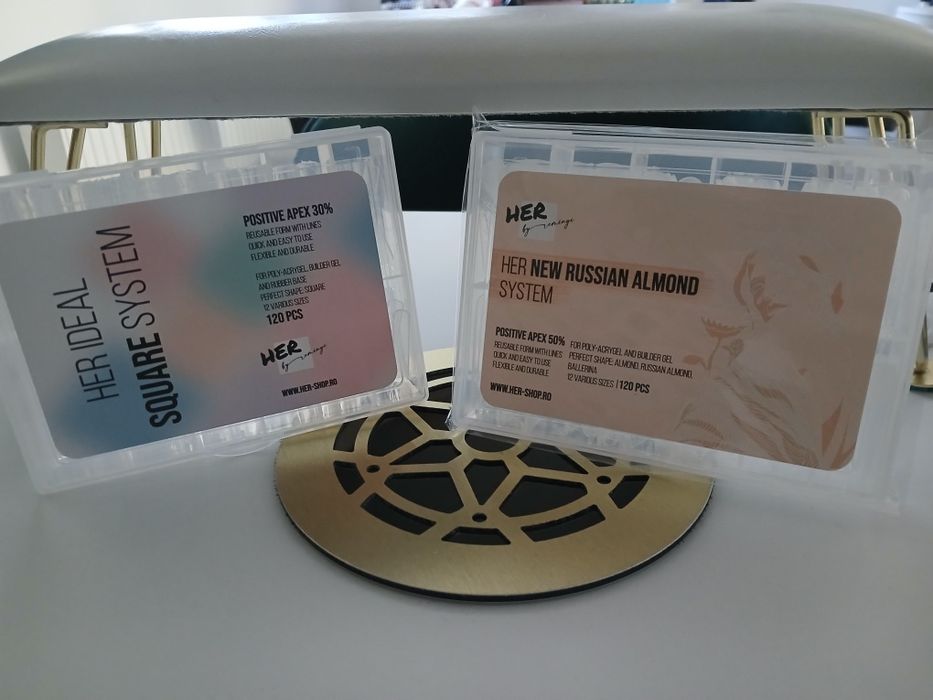 HER IDEAL
SQUARE SYSTEM
POSITIVE APEX 30%
REUSABLE FORM WITH LINES
QUICK AND EASY TO USE
FLEXIBLE AND DURABLE
FOR POLY-ACRYGEL, BUILDER GEL
AND RUBBER BASE
PERFECT SHAPE: SQUARE
12 VARIOUS SIZES
120 PCS
HER
by reminge
WWW.HER-SHOP.RO
HER
by reminge
HER NEW RUSSIAN ALMOND
SYSTEM
POSITIVE APEX 50%
REUSABLE FORM WITH LINES
QUICK AND EASY TO USE
FLEXIBLE AND DURABLE
FOR POLY-ACRYGEL AND BUILDER GEL
PERFECT SHAPE: ALMOND, RUSSIAN ALMOND,
BALLERINA
12 VARIOUS SIZES | 120 PCS
WWW.HER-SHOP.RO